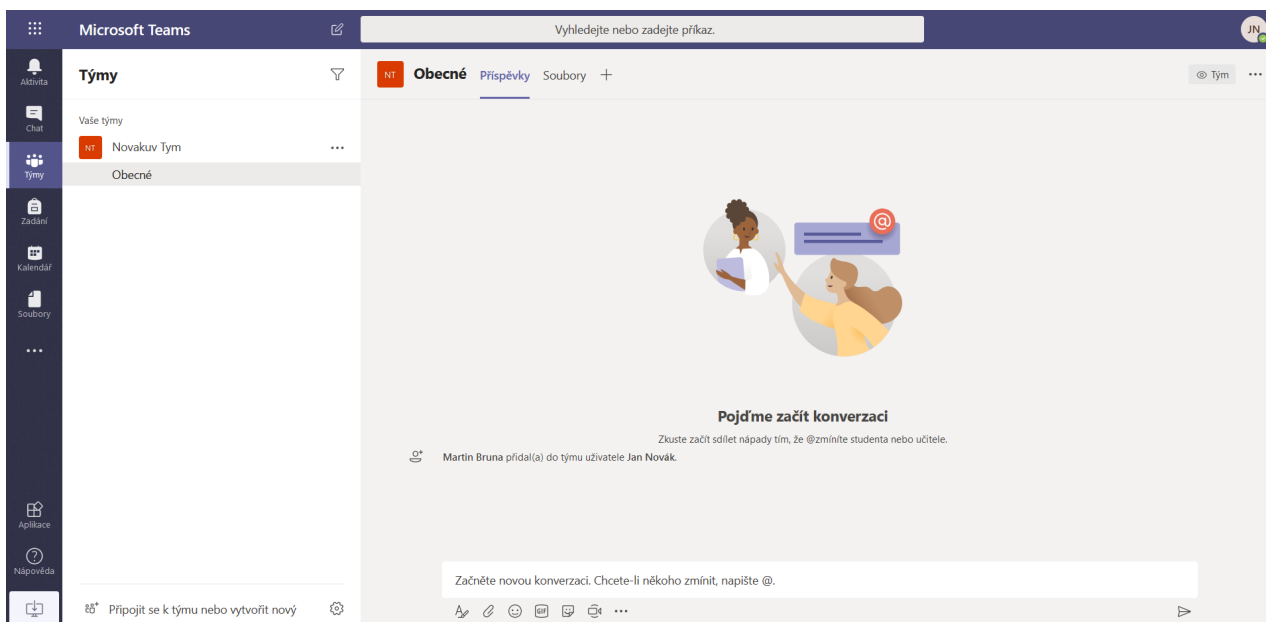 Microsoft Teams
Vyhledejte nebo zadejte příkaz.
JN
Aktivita
Chat
Týmy
Zadání
Kalendář
Soubory
Aplikace
Nápověda
Týmy
Vaše týmy
NT Novakuv Tym
Obecné
Připojit se k týmu nebo vytvořit nový
NT Obecné Příspěvky Soubory
Tým
@
Pojďme začít konverzaci
Zkuste začít sdílet nápady tím, že @zmíníte studenta nebo učitele.
Martin Bruna přidal(a) do týmu uživatele Jan Novák.
Začněte novou konverzaci. Chcete-li někoho zmínit, napište @.
GIF